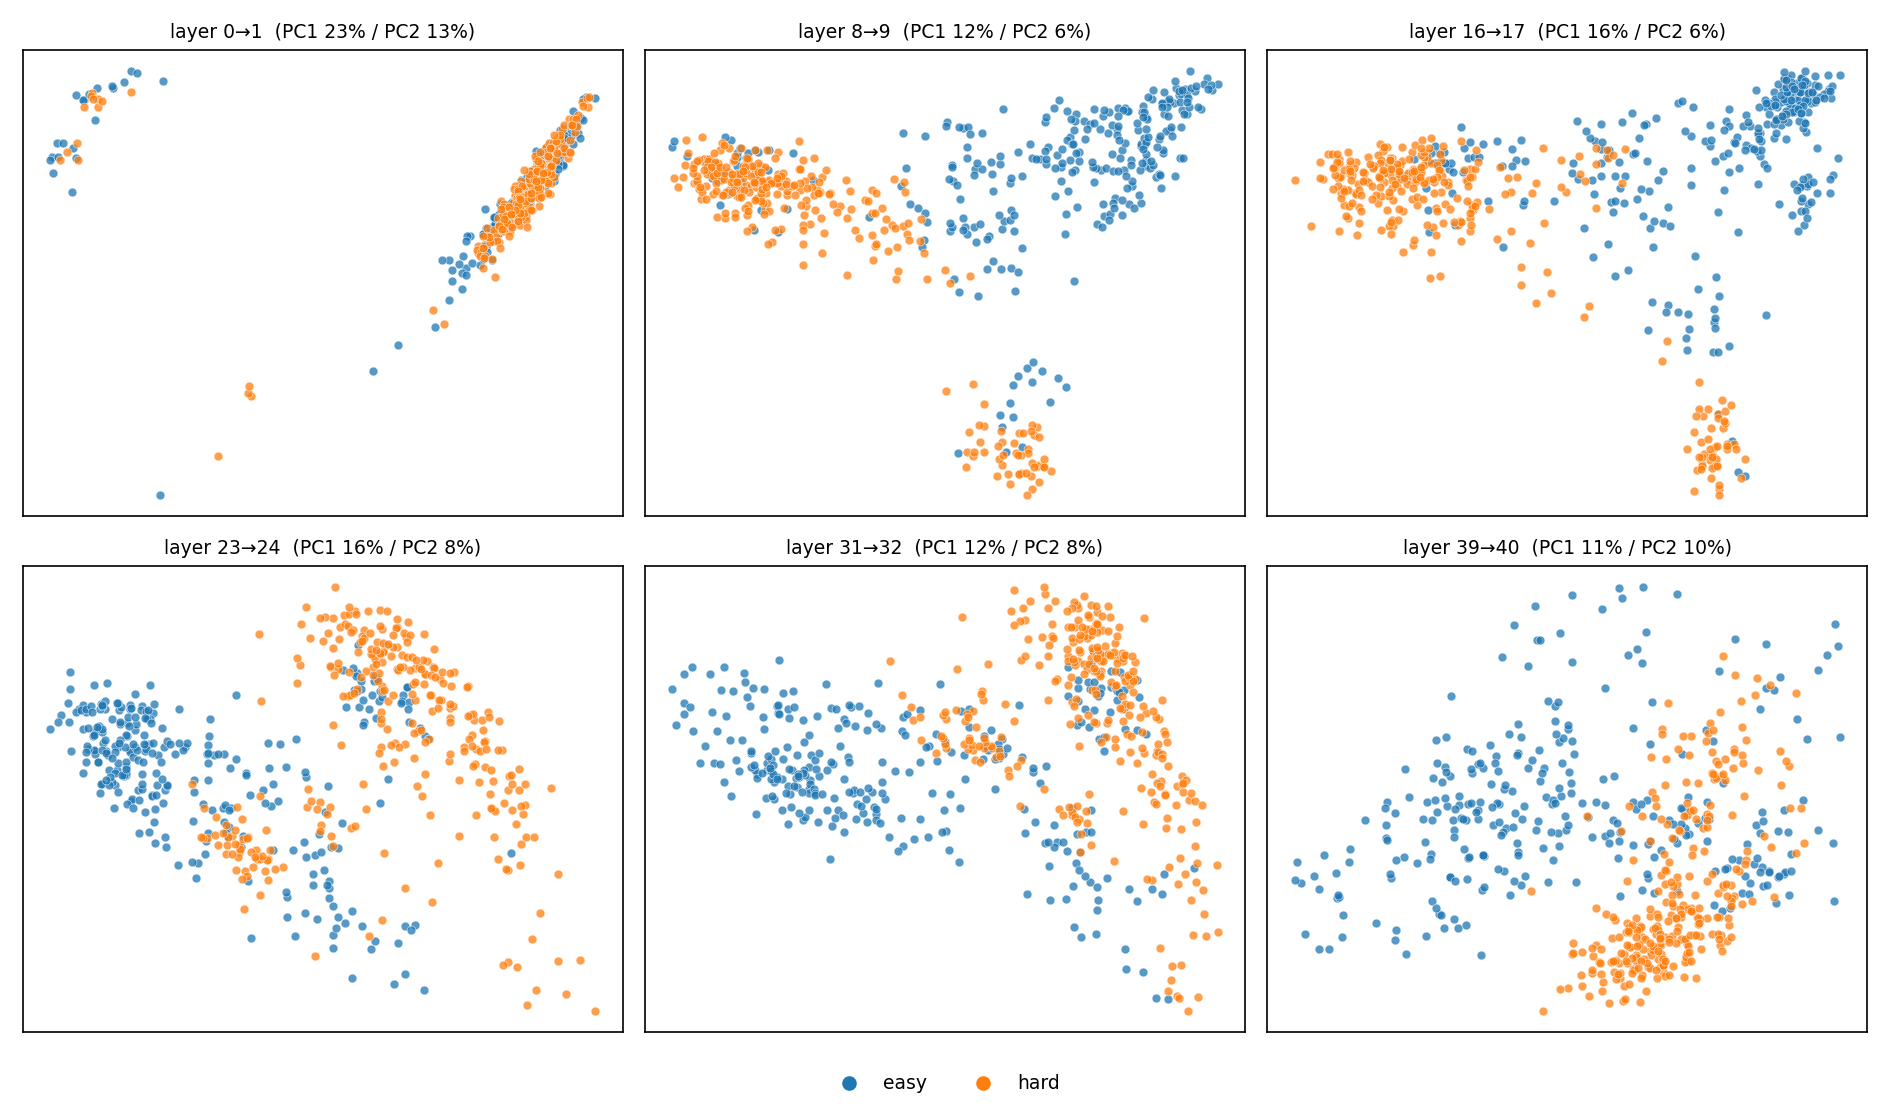 layer 0→1  (PC1 23% / PC2 13%)
layer 8→9  (PC1 12% / PC2 6%)
layer 16→17  (PC1 16% / PC2 6%)
layer 23→24  (PC1 16% / PC2 8%)
layer 31→32  (PC1 12% / PC2 8%)
layer 39→40  (PC1 11% / PC2 10%)
easy
hard